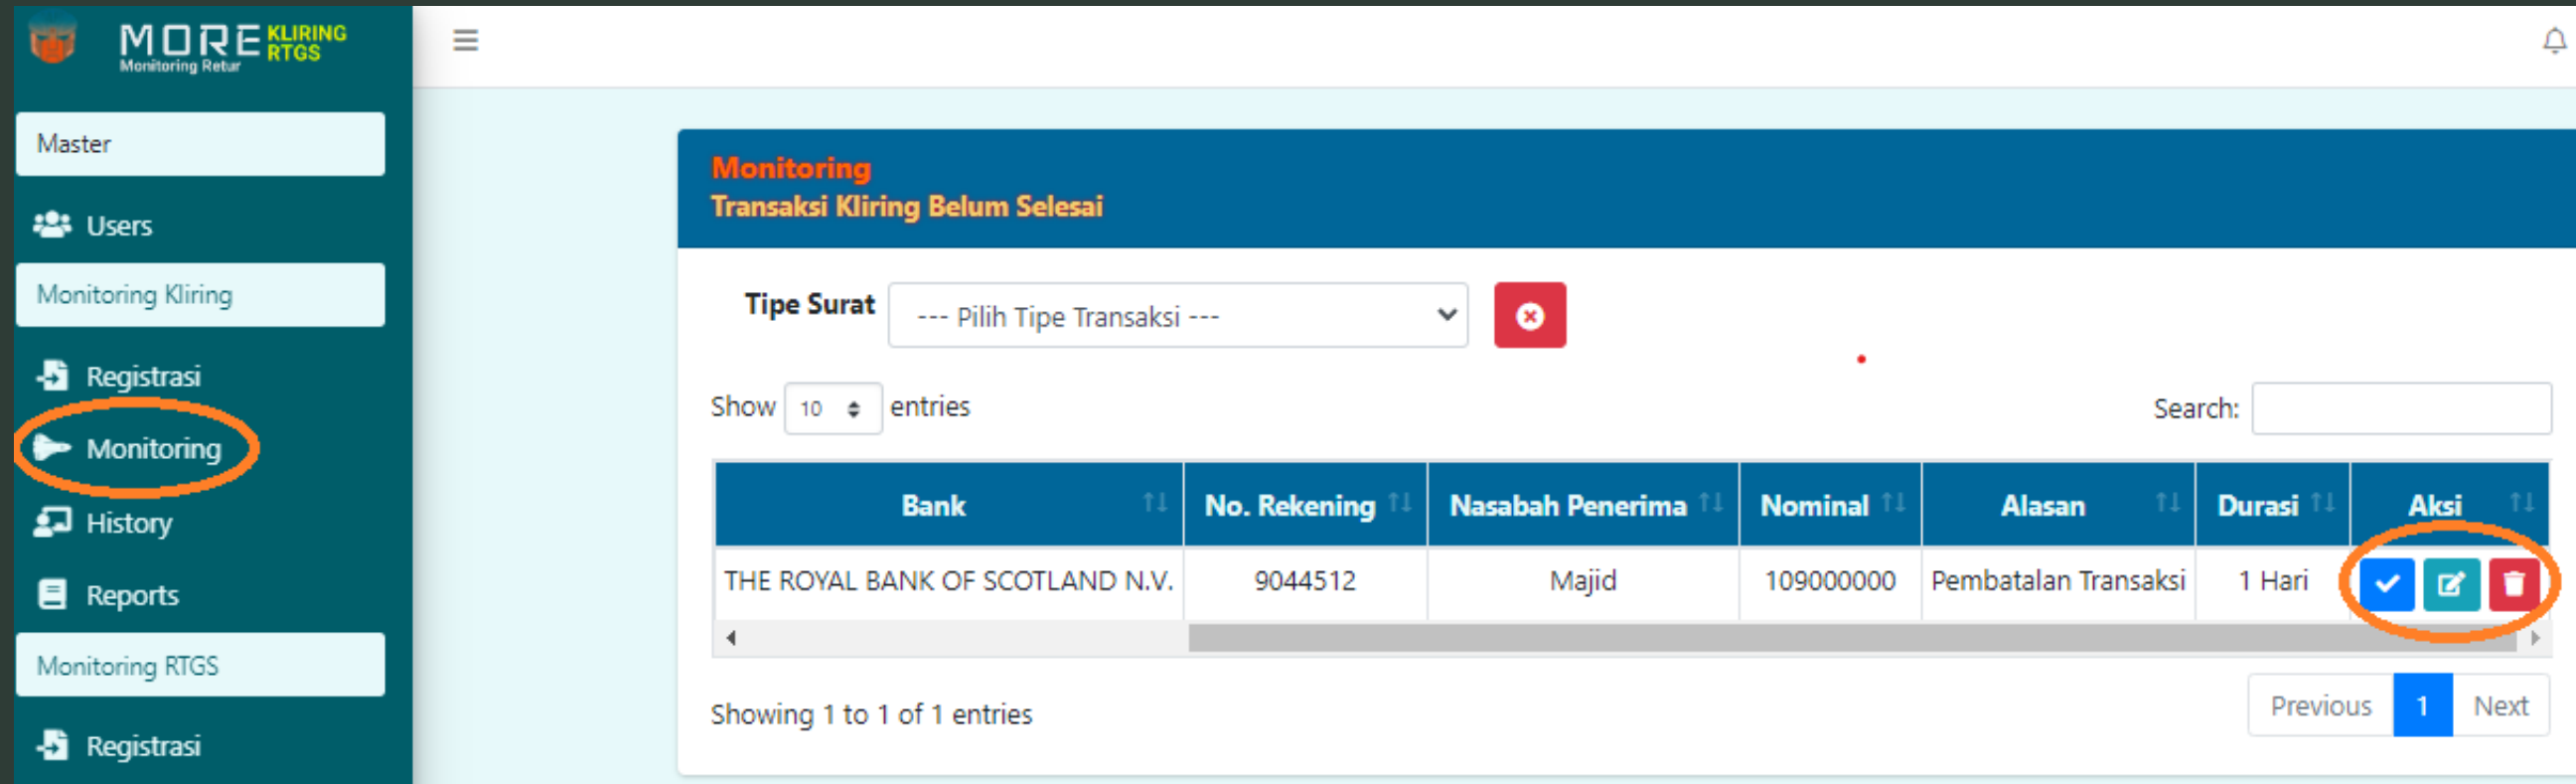 MORE KLIRING RTGS
Monitoring Retur
Master
Users
Monitoring Kliring
Registrasi
Monitoring
History
Reports
Monitoring RTGS
Registrasi
Monitoring
Transaksi Kliring Belum Selesai
Tipe Surat --- Pilih Tipe Transaksi ---
Show 10 entries Search:
Bank No. Rekening Nasabah Penerima Nominal Alasan Durasi Aksi
THE ROYAL BANK OF SCOTLAND N.V. 9044512 Majid 109000000 Pembatalan Transaksi 1 Hari
Showing 1 to 1 of 1 entries Previous 1 Next